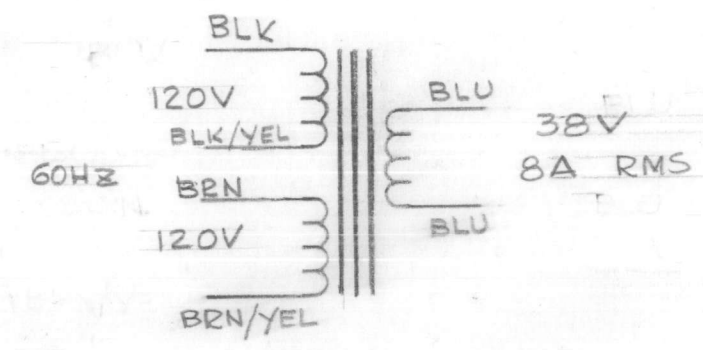 BLK
120V
BLK/YEL
60HZ
BRN
120V
BRN/YEL
BLU
38V
8A RMS
BLU